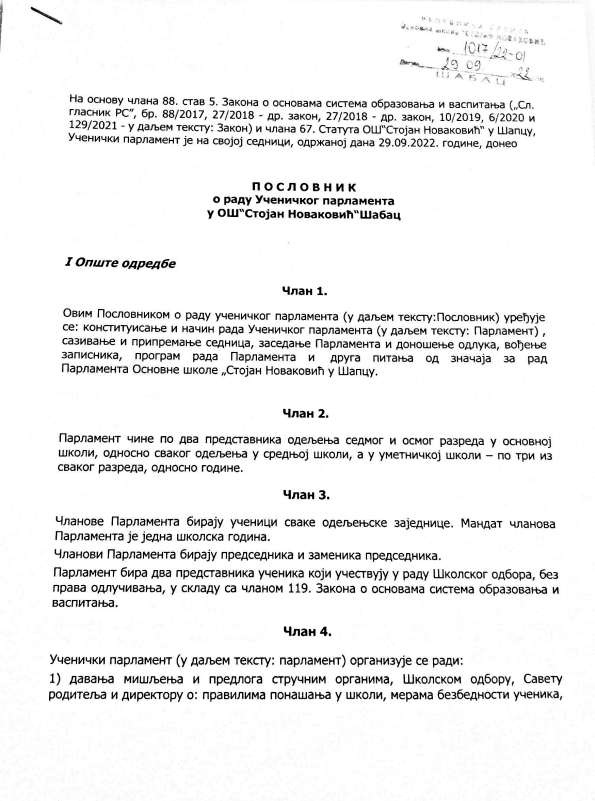 РЕПУБЛИКА СРБИЈА
Основна школа "СТОЈАН НОВАКОВИЋ"
1017/22-01
29 09 22
ШАБАЦ
На основу члана 88. став 5. Закона о основама система образовања и васпитања („Сл.
гласник РС”, бр. 88/2017, 27/2018 - др. закон, 27/2018 - др. закон, 10/2019, 6/2020 и
129/2021 - у даљем тексту: Закон) и члана 67. Статута ОШ“Стојан Новаковић“ у Шапцу,
Ученички парламент је на својој седници, одржаној дана 29.09.2022. године, донео
П О С Л О В Н И К
о раду Ученичког парламента
у ОШ“Стојан Новаковић“Шабац
I Опште одредбе
Члан 1.
Овим Пословником о раду ученичког парламента (у даљем тексту:Пословник) уређује
се: конституисање и начин рада Ученичког парламента (у даљем тексту: Парламент) ,
сазивање и припремање седница, заседање Парламента и доношење одлука, вођење
записника, програм рада Парламента и друга питања од значаја за рад
Парламента Основне школе „Стојан Новаковић у Шапцу.
Члан 2.
Парламент чине по два представника одељења седмог и осмог разреда у основној
школи, односно сваког одељења у средњој школи, а у уметничкој школи – по три из
сваког разреда, односно године.
Члан 3.
Чланове Парламента бирају ученици сваке одељењске заједнице. Мандат чланова
Парламента је једна школска година.
Чланови Парламента бирају председника и заменика председника.
Парламент бира два представника ученика који учествују у раду Школског одбора, без
права одлучивања, у складу са чланом 119. Закона о основама система образовања и
васпитања.
Члан 4.
Ученички парламент (у даљем тексту: парламент) организује се ради:
1) давања мишљења и предлога стручним органима, Школском одбору, Савету
родитеља и директору о: правилима понашања у школи, мерама безбедности ученика,